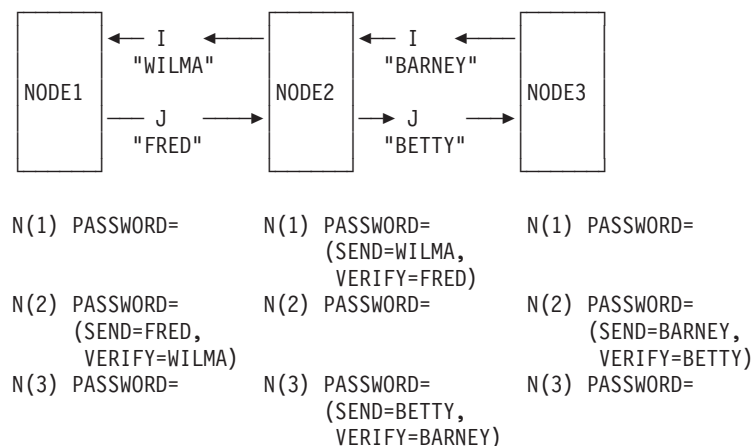 I I
"WILMA" "BARNEY"
NODE1 NODE2 NODE3
J J
"FRED" "BETTY"
N(1) PASSWORD= N(1) PASSWORD= N(1) PASSWORD=
(SEND=WILMA,
VERIFY=FRED)
N(2) PASSWORD= N(2) PASSWORD= N(2) PASSWORD=
(SEND=FRED, (SEND=BARNEY,
VERIFY=WILMA) VERIFY=BETTY)
N(3) PASSWORD= N(3) PASSWORD= N(3) PASSWORD=
(SEND=BETTY,
VERIFY=BARNEY)